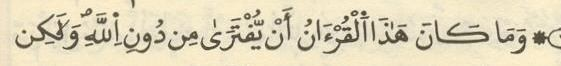 ۞ وَمَا كَانَ هَٰذَا ٱلْقُرْءَانُ أَنْ يُّفْتَرَىٰ مِن دُونِ ٱللَّهِ وَلَٰكِن